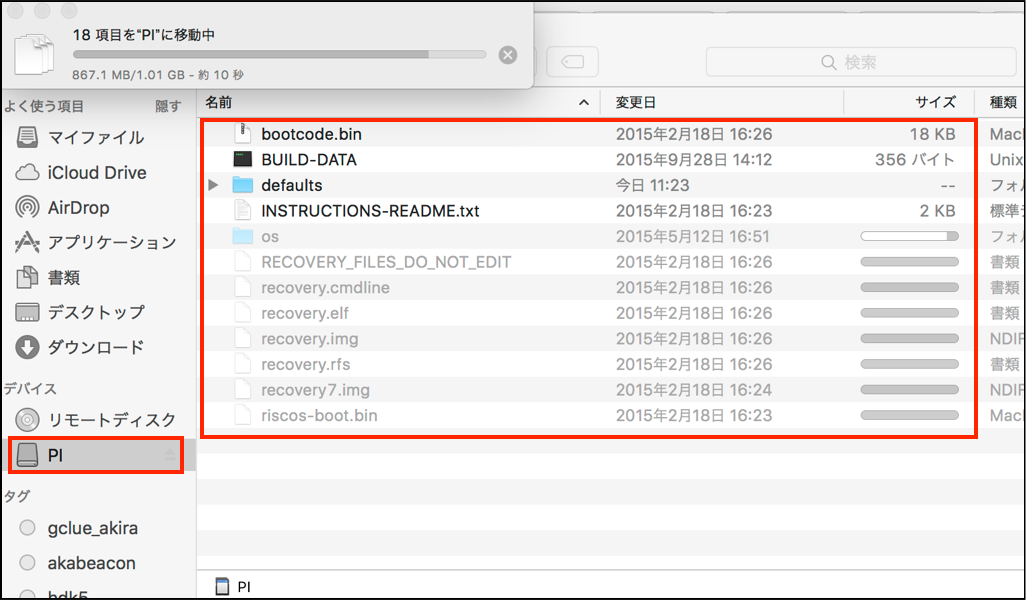 18 項目を"PI"に移動中
867.1 MB/1.01 GB - 約 10 秒
検索
よく使う項目 隠す
マイファイル
iCloud Drive
AirDrop
アプリケーション
書類
デスクトップ
ダウンロード
デバイス
リモートディスク
PI
タグ
gclue_akira
akabeacon
hdk5
名前 変更日 サイズ 種類
bootcode.bin 2015年2月18日 16:26 18 KB Mac
BUILD-DATA 2015年9月28日 14:12 356 バイト Unix
defaults 今日 11:23 -- フォル
INSTRUCTIONS-README.txt 2015年2月18日 16:23 2 KB 標準テ
os 2015年5月12日 16:51 フォル
RECOVERY_FILES_DO_NOT_EDIT 2015年2月18日 16:26 書類
recovery.cmdline 2015年2月18日 16:26 書類
recovery.elf 2015年2月18日 16:26 書類
recovery.img 2015年2月18日 16:26 NDIF
recovery.rfs 2015年2月18日 16:26 書類
recovery7.img 2015年2月18日 16:24 NDIF
riscos-boot.bin 2015年2月18日 16:23 Mac
PI